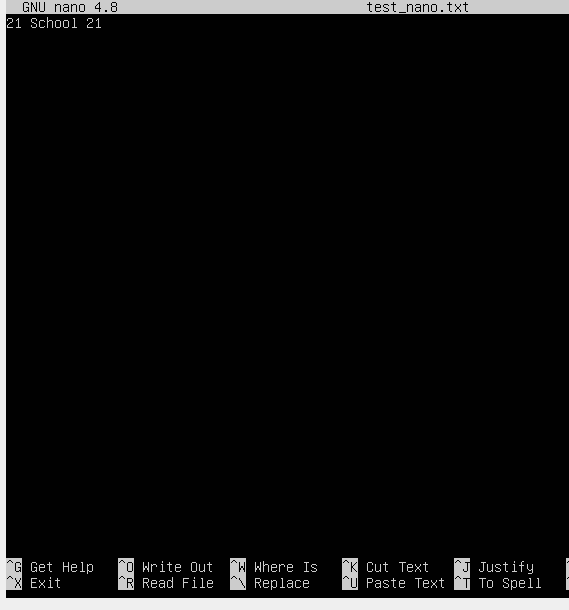 GNU nano 4.8 test_nano.txt
21 School 21
^G Get Help ^O Write Out ^W Where Is ^K Cut Text ^J Justify
^X Exit ^R Read File ^\ Replace ^U Paste Text ^T To Spell